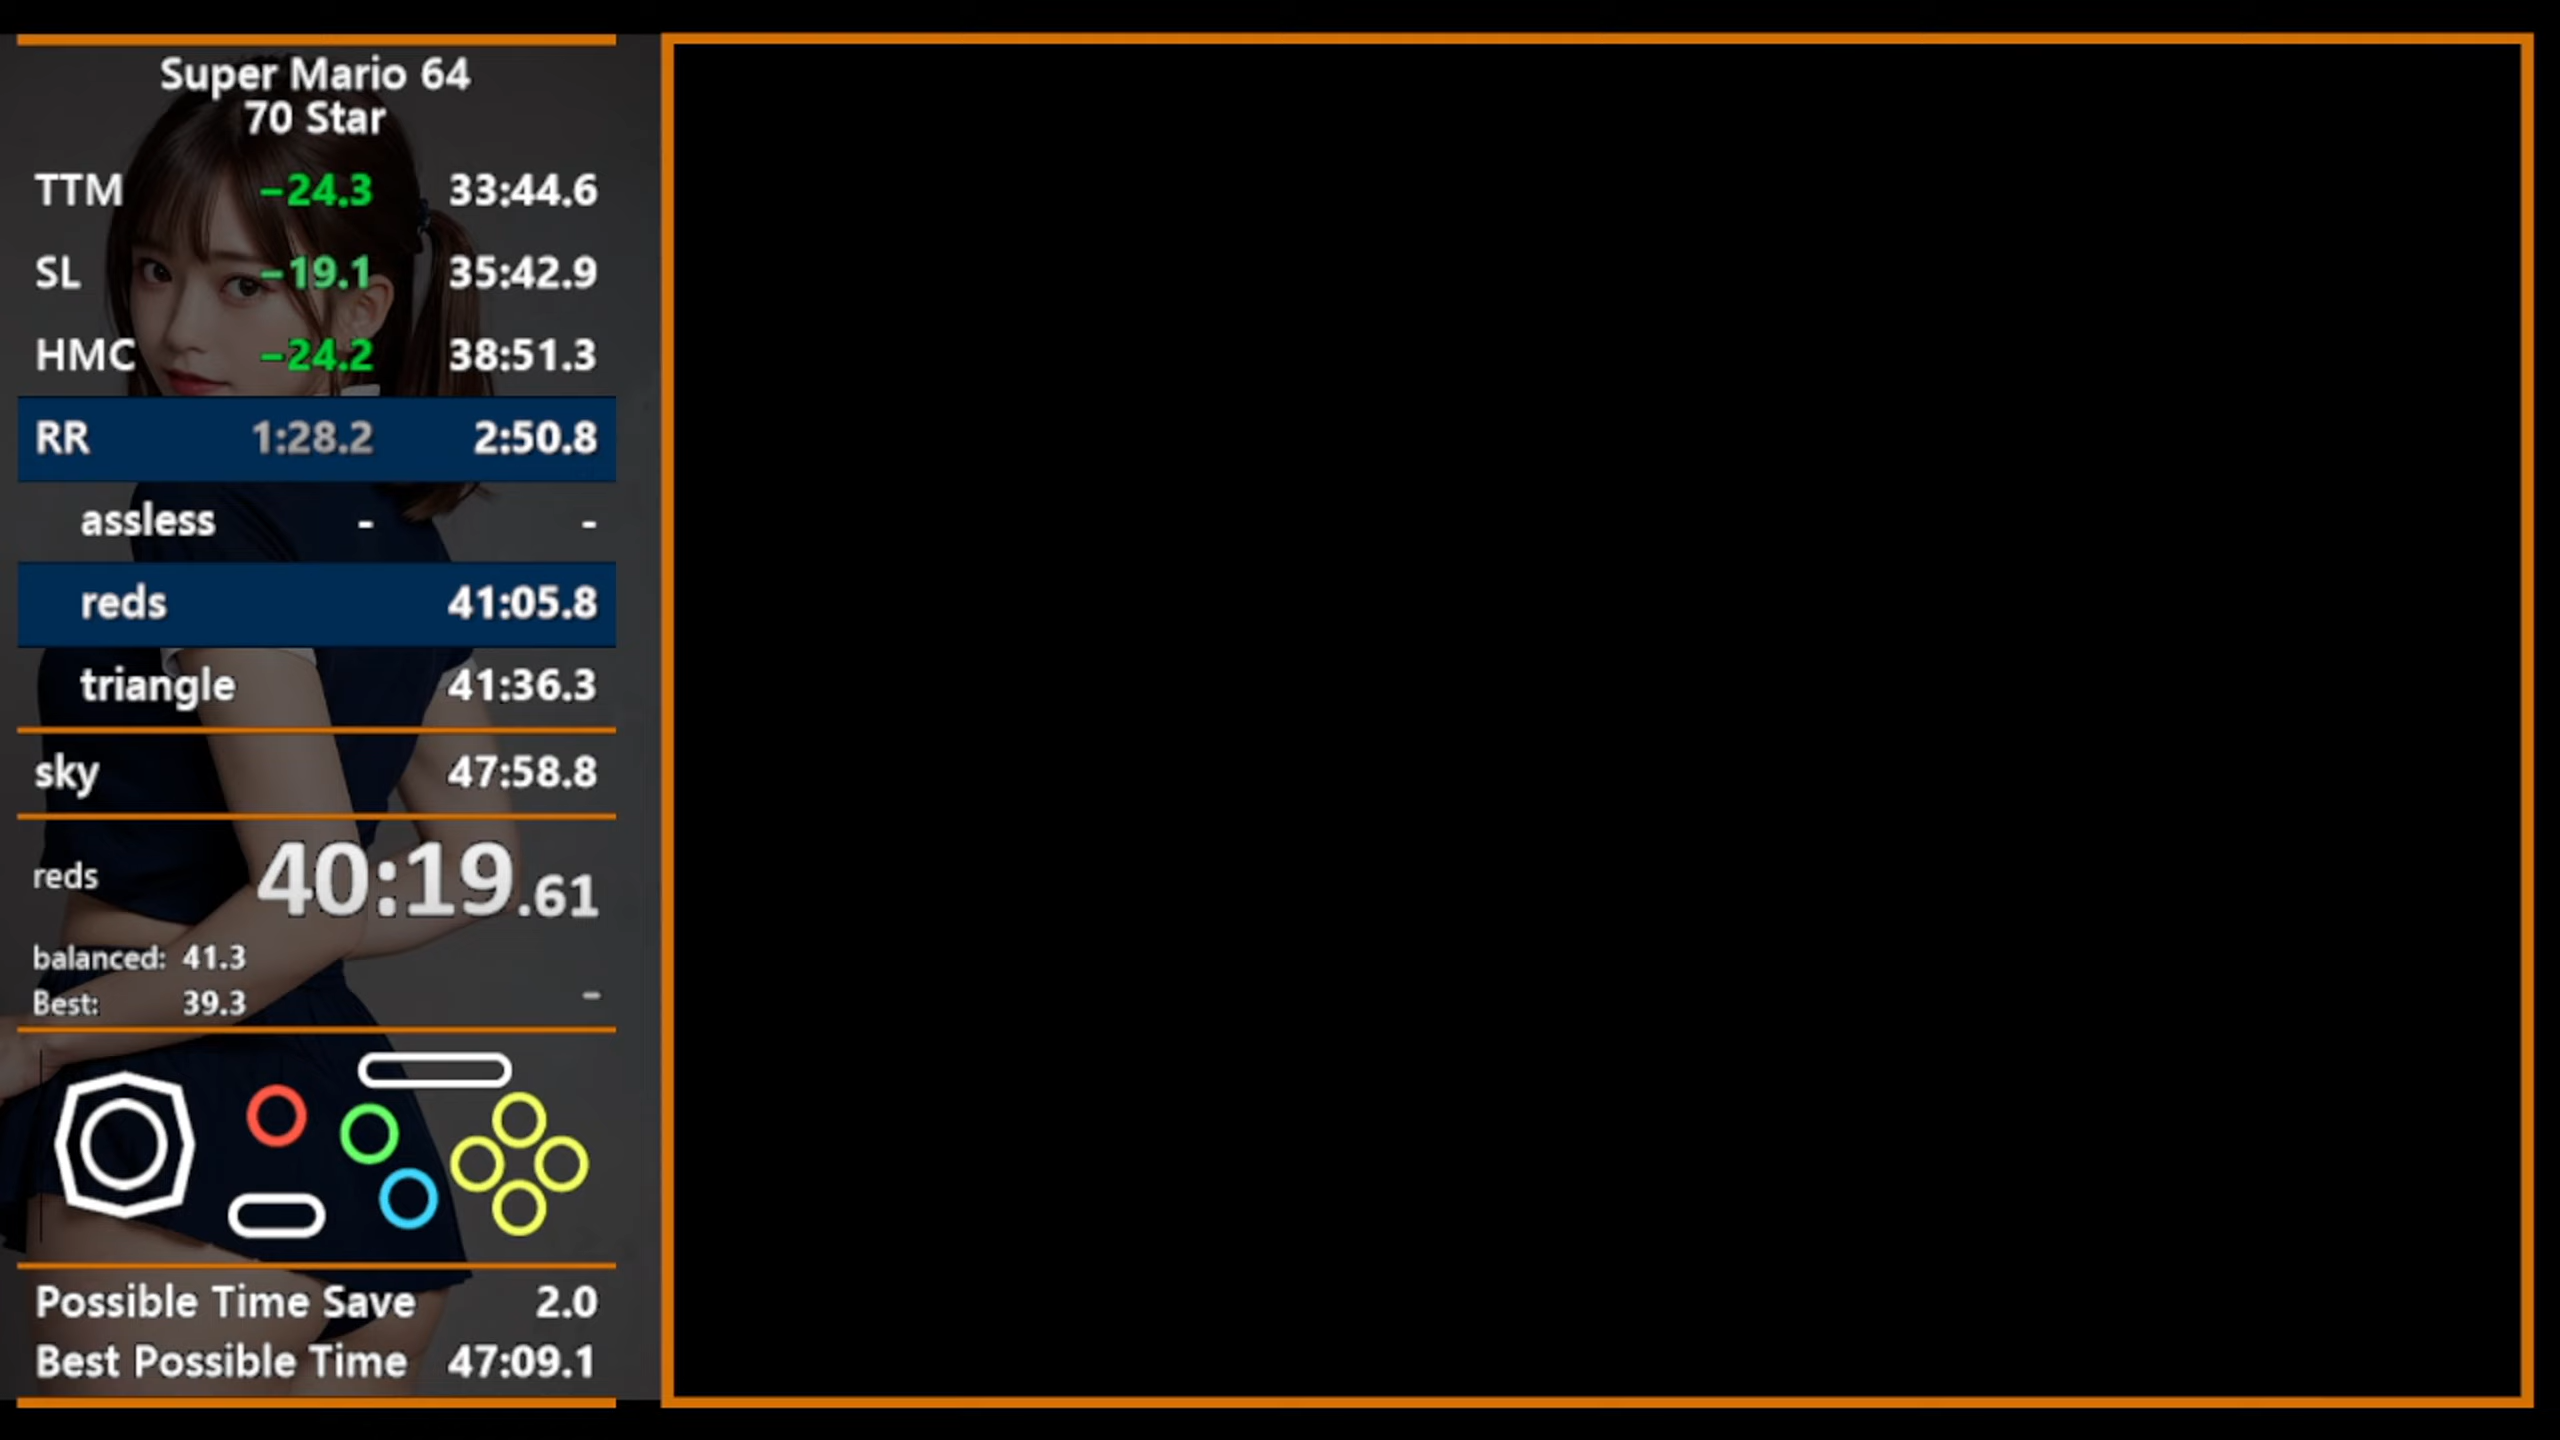 Super Mario 64
70 Star
TTM −24.3 33:44.6
SL −19.1 35:42.9
HMC −24.2 38:51.3
RR 1:28.2 2:50.8
assless - -
reds 41:05.8
triangle 41:36.3
sky 47:58.8
reds 40:19.61
balanced: 41.3
Best: 39.3 -
Possible Time Save 2.0
Best Possible Time 47:09.1